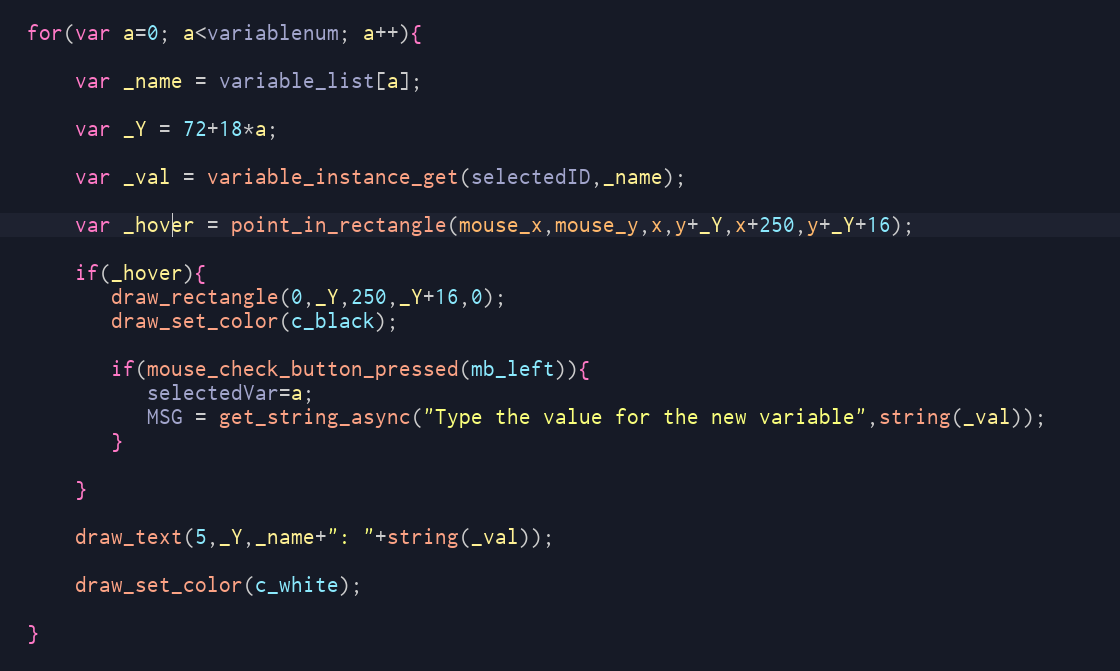 for(var a=0; a<variablenum; a++){
var _name = variable_list[a];
var _Y = 72+18*a;
var _val = variable_instance_get(selectedID,_name);
var _hover = point_in_rectangle(mouse_x,mouse_y,x,y+_Y,x+250,y+_Y+16);
if(_hover){
draw_rectangle(0,_Y,250,_Y+16,0);
draw_set_color(c_black);
if(mouse_check_button_pressed(mb_left)){
selectedVar=a;
MSG = get_string_async("Type the value for the new variable",string(_val));
}
}
draw_text(5,_Y,_name+": "+string(_val));
draw_set_color(c_white);
}